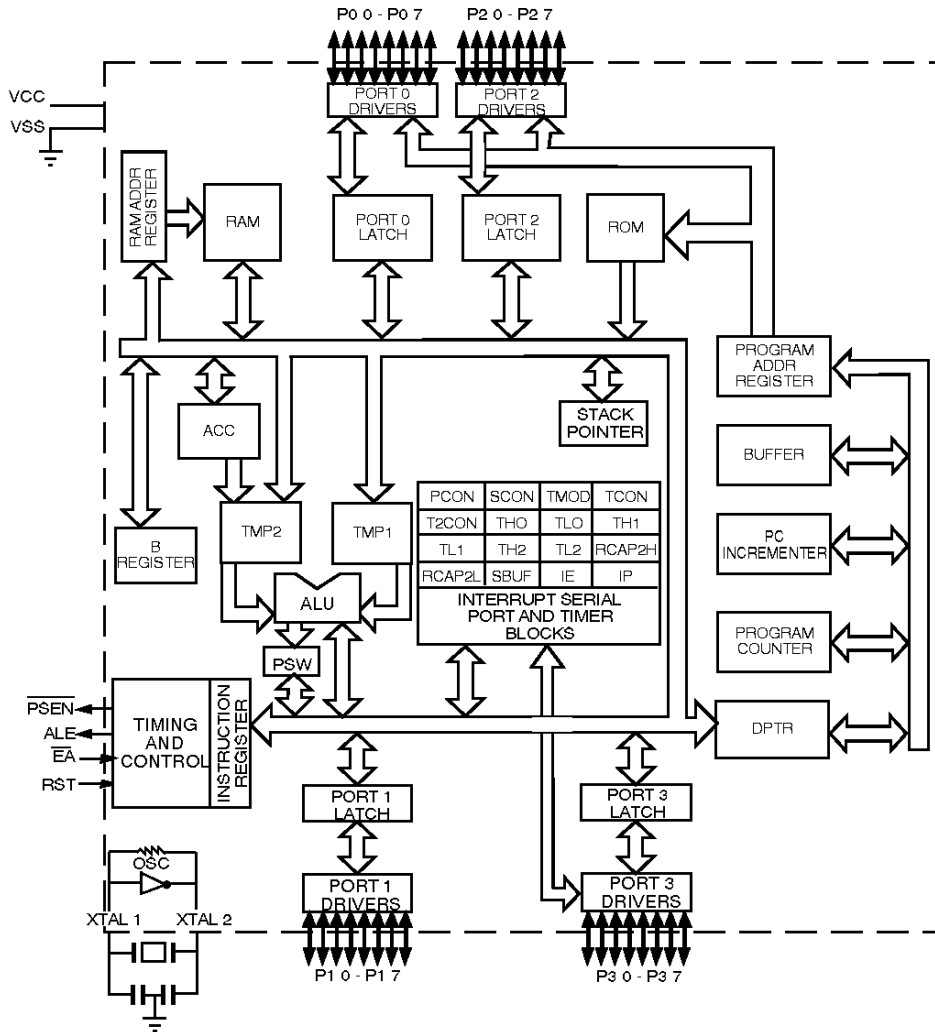 P0 0 - P0 7
P2 0 - P2 7
PORT 0
DRIVERS
PORT 2
DRIVERS
VCC
VSS
RAM ADDR
REGISTER
RAM
PORT 0
LATCH
PORT 2
LATCH
ROM
PROGRAM
ADDR
REGISTER
ACC
STACK
POINTER
BUFFER
B
REGISTER
TMP2
TMP1
PCON SCON TMOD TCON
T2CON THO TLO TH1
TL1 TH2 TL2 RCAP2H
RCAP2L SBUF IE IP
INTERRUPT SERIAL
PORT AND TIMER
BLOCKS
PC
INCREMENTER
ALU
PSW
PROGRAM
COUNTER
PSEN
ALE
EA
RST
TIMING
AND
CONTROL
INSTRUCTION
REGISTER
DPTR
PORT 1
LATCH
PORT 3
LATCH
OSC
XTAL 1
XTAL 2
PORT 1
DRIVERS
PORT 3
DRIVERS
P1 0 - P1 7
P3 0 - P3 7